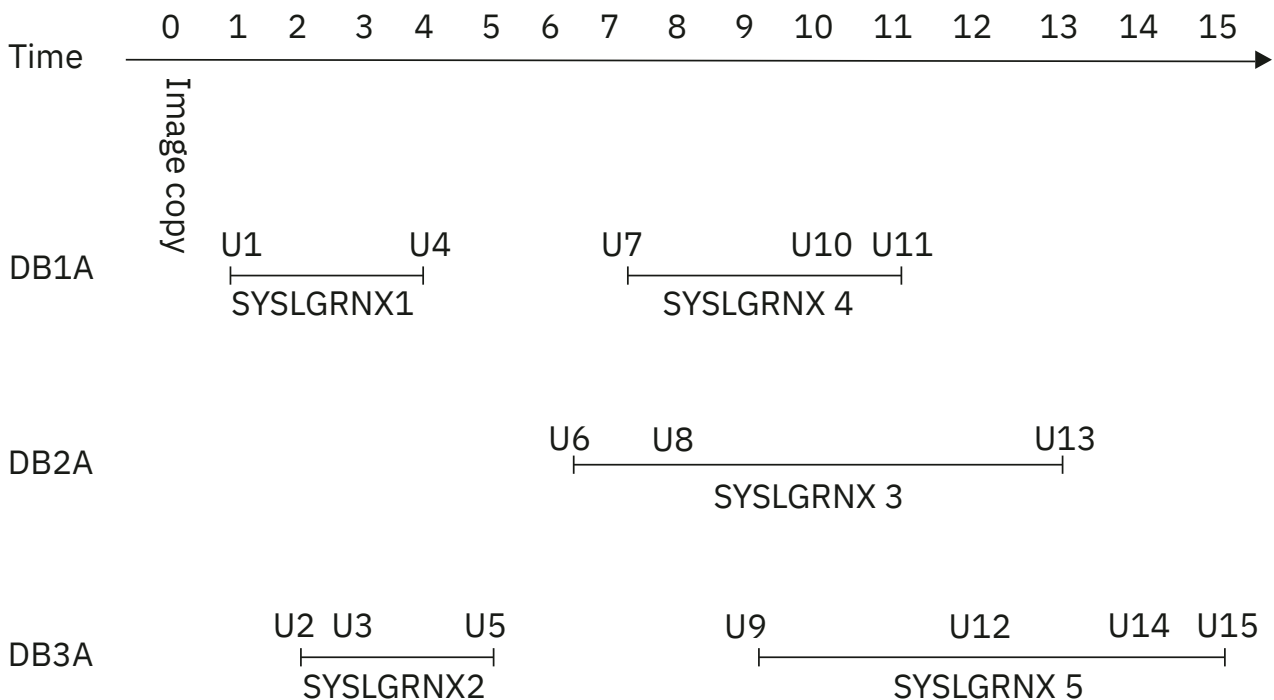 0 1 2 3 4 5 6 7 8 9 10 11 12 13 14 15
Time
Image copy
U1 U4 U7 U10 U11
DB1A
SYSLGRNX1 SYSLGRNX 4
U6 U8 U13
DB2A
SYSLGRNX 3
U2 U3 U5 U9 U12 U14 U15
DB3A
SYSLGRNX2 SYSLGRNX 5